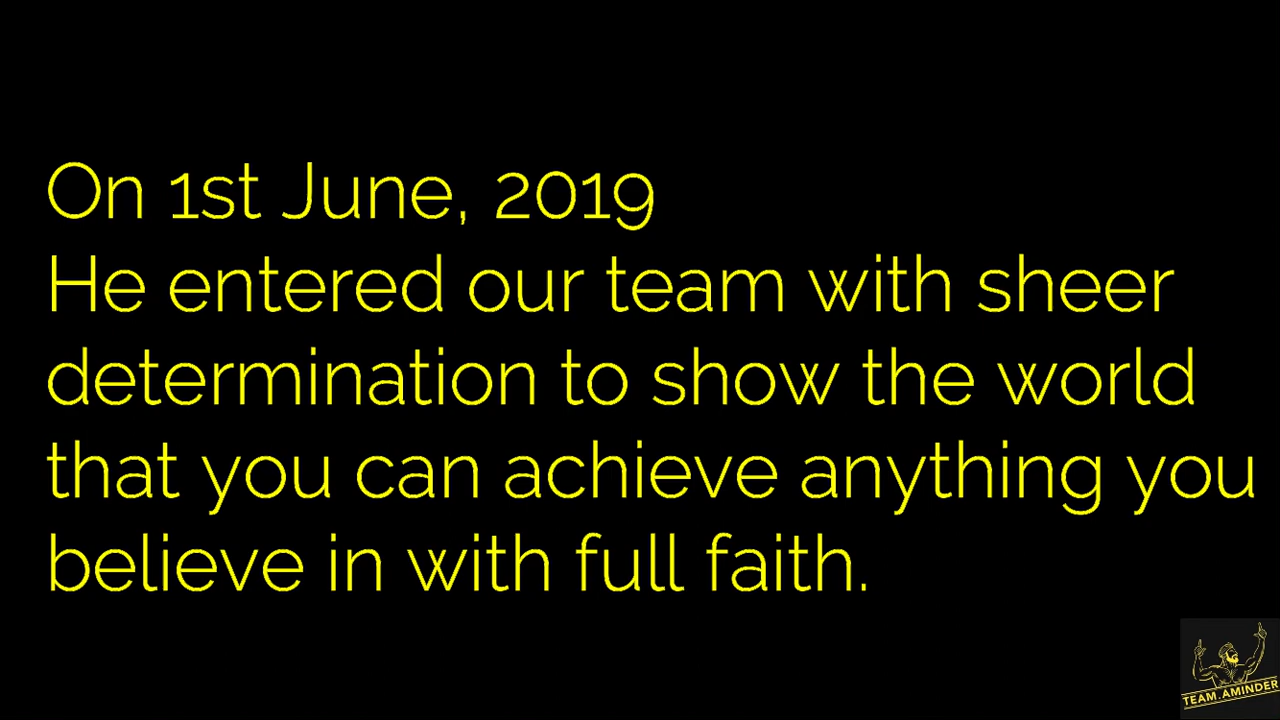 On 1st June, 2019
He entered our team with sheer
determination to show the world
that you can achieve anything you
believe in with full faith.
TEAM.AMINDER